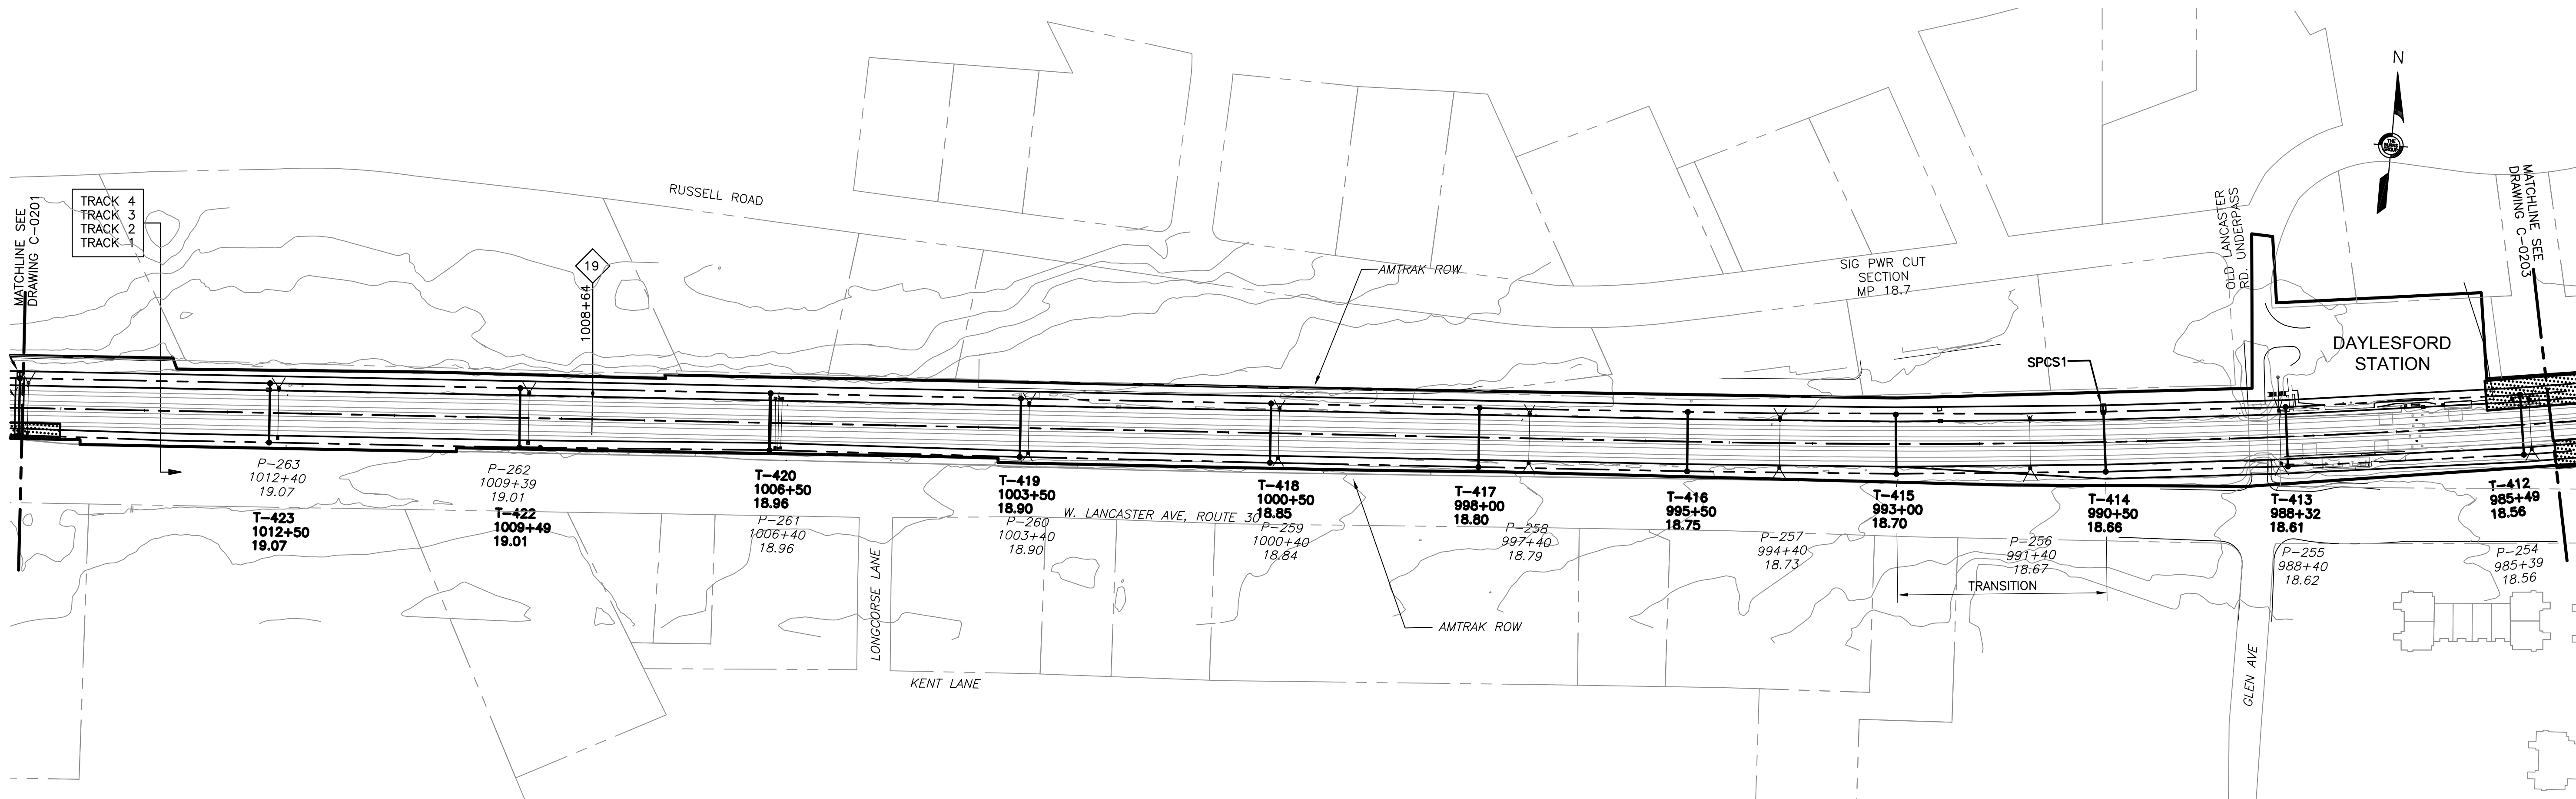 N
THE
BURNS
GROUP
MATCHLINE SEE
DRAWING C-0201
TRACK 4
TRACK 3
TRACK 2
TRACK 1
RUSSELL ROAD
19
1008+64
AMTRAK ROW
SIG PWR CUT
SECTION
MP 18.7
OLD LANCASTER
RD. UNDERPASS
MATCHLINE SEE
DRAWING C-0203
SPCS1
DAYLESFORD
STATION
P-263
1012+40
19.07
T-423
1012+50
19.07
P-262
1009+39
19.01
T-422
1009+49
19.01
T-420
1006+50
18.96
P-261
1006+40
18.96
T-419
1003+50
18.90
P-260
1003+40
18.90
W. LANCASTER AVE, ROUTE 30
T-418
1000+50
18.85
P-259
1000+40
18.84
T-417
998+00
18.80
P-258
997+40
18.79
T-416
995+50
18.75
P-257
994+40
18.73
T-415
993+00
18.70
P-256
991+40
18.67
TRANSITION
T-414
990+50
18.66
T-413
988+32
18.61
P-255
988+40
18.62
T-412
985+49
18.56
P-254
985+39
18.56
LONGCORSE LANE
AMTRAK ROW
KENT LANE
GLEN AVE